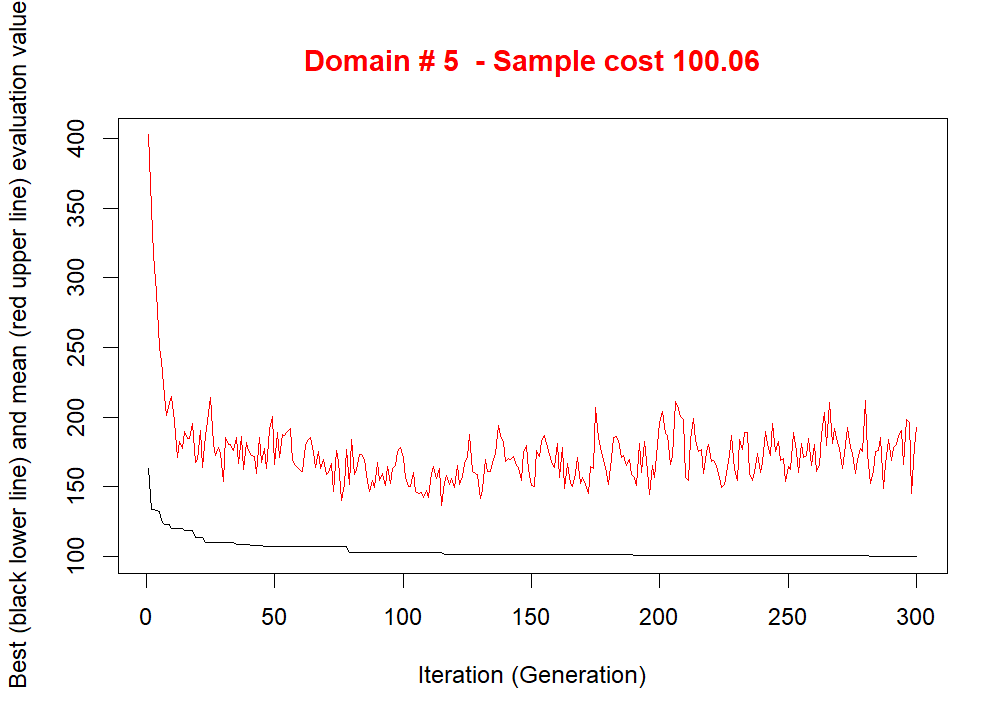 Domain # 5  - Sample cost 100.06
Best (black lower line) and mean (red upper line) evaluation value
400
350
300
250
200
150
100
0 50 100 150 200 250 300
Iteration (Generation)